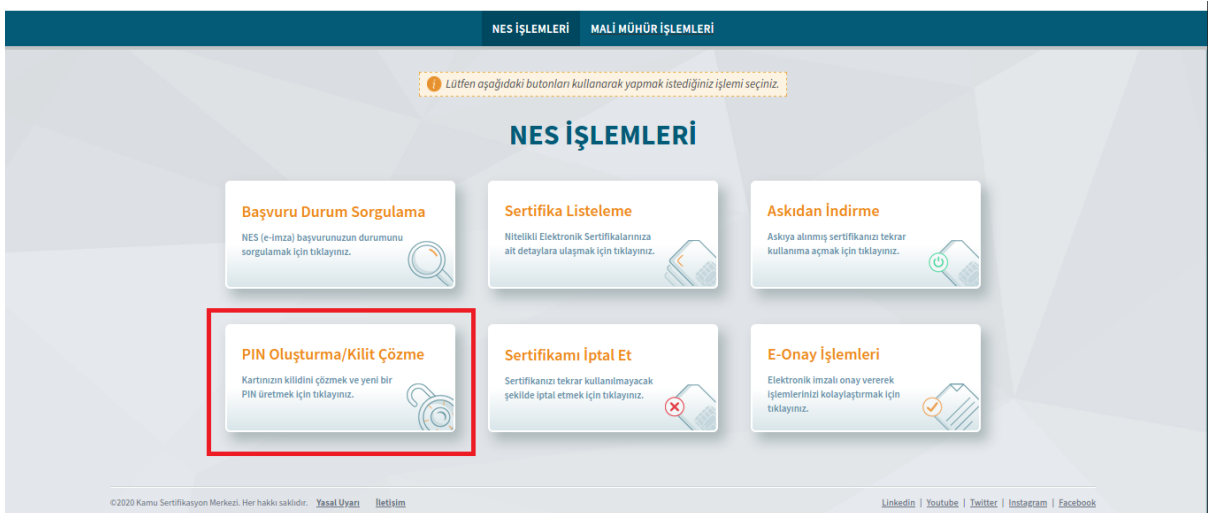 NES İŞLEMLERİ MALİ MÜHÜR İŞLEMLERİ
Lütfen aşağıdaki butonları kullanarak yapmak istediğiniz işlemi seçiniz.
NES İŞLEMLERİ
Başvuru Durum Sorgulama
NES (e-imza) başvurunuzun durumunu
sorgulamak için tıklayınız.
Sertifika Listeleme
Nitelikli Elektronik Sertifikalarınıza
ait detaylara ulaşmak için tıklayınız.
Askıdan İndirme
Askıya alınmış sertifikanızı tekrar
kullanıma açmak için tıklayınız.
PIN Oluşturma/Kilit Çözme
Kartınızın kilidini çözmek ve yeni bir
PIN üretmek için tıklayınız.
Sertifikamı İptal Et
Sertifikanızı tekrar kullanılmayacak
şekilde iptal etmek için tıklayınız.
E-Onay İşlemleri
Elektronik imzalı onay vererek
işlemlerinizi kolaylaştırmak için
tıklayınız.
©2020 Kamu Sertifikasyon Merkezi. Her hakkı saklıdır. Yasal Uyarı İletişim
Linkedin | Youtube | Twitter | Instagram | Facebook